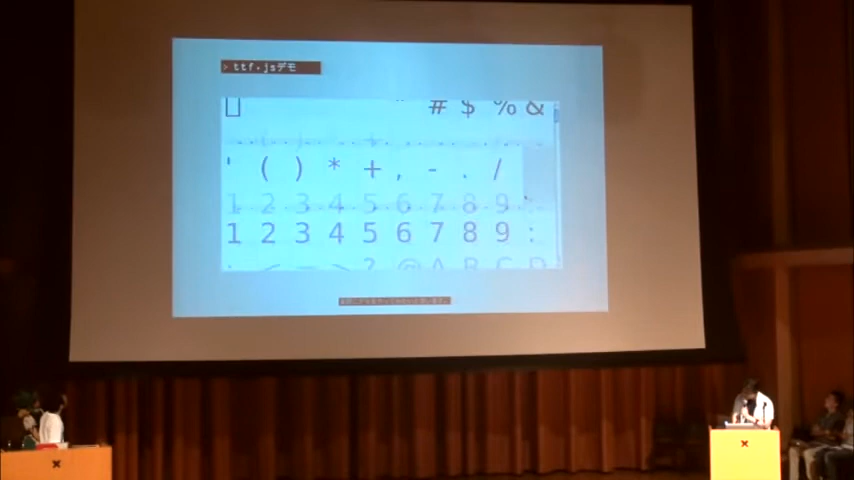 > ttf.jsデモ
" # $ % &
' ( ) * + , - . /
1 2 3 4 5 6 7 8 9 :
1 2 3 4 5 6 7 8 9 :
; < = > ? @ A B C D